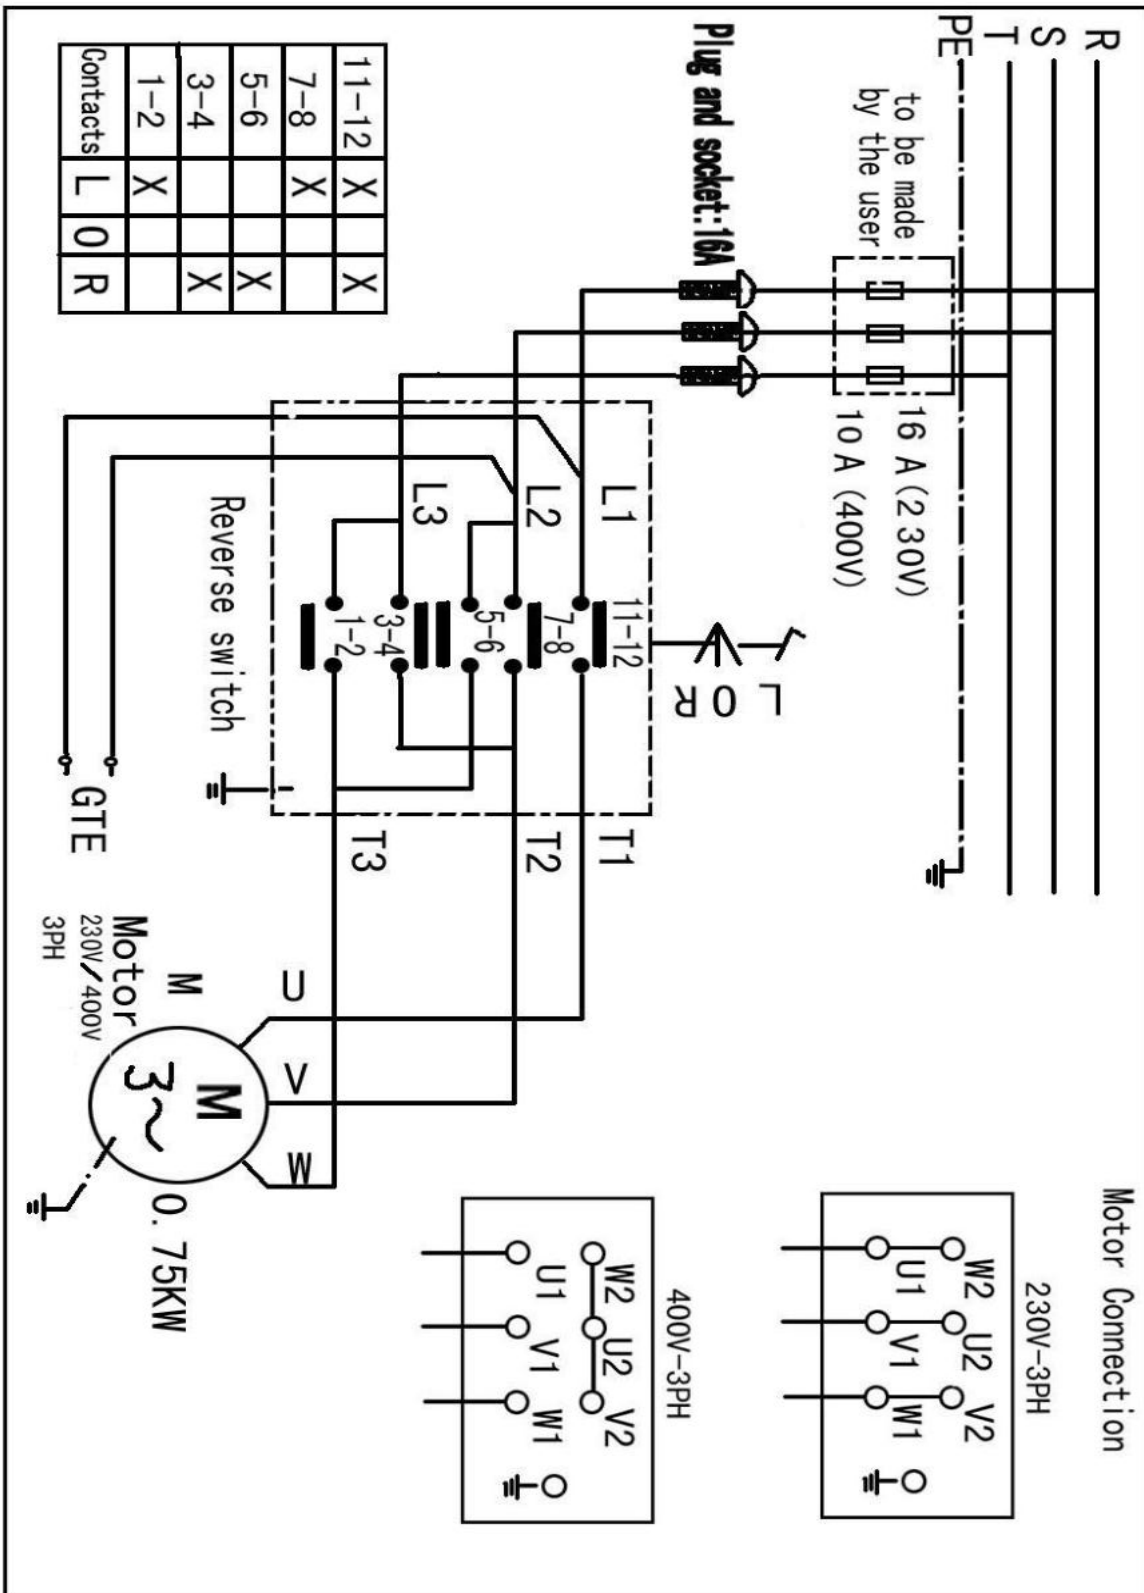 R
S
T
PE
to be made
by the user
16 A(2 30V)
10 A (400V)
Plug and socket:16A
11-12 X X
7-8 X
5-6 X
3-4 X
1-2 X
Contacts L O R
L O R
L1
L2
L3
11-12
7-8
5-6
3-4
1-2
Reverse switch
T1
T2
T3
GTE
U
V
W
M
Motor
230V/400V
3PH
M
3~
0.75KW
Motor Connection
230V-3PH
W2 U2 V2
U1 V1 W1
400V-3PH
W2 U2 V2
U1 V1 W1